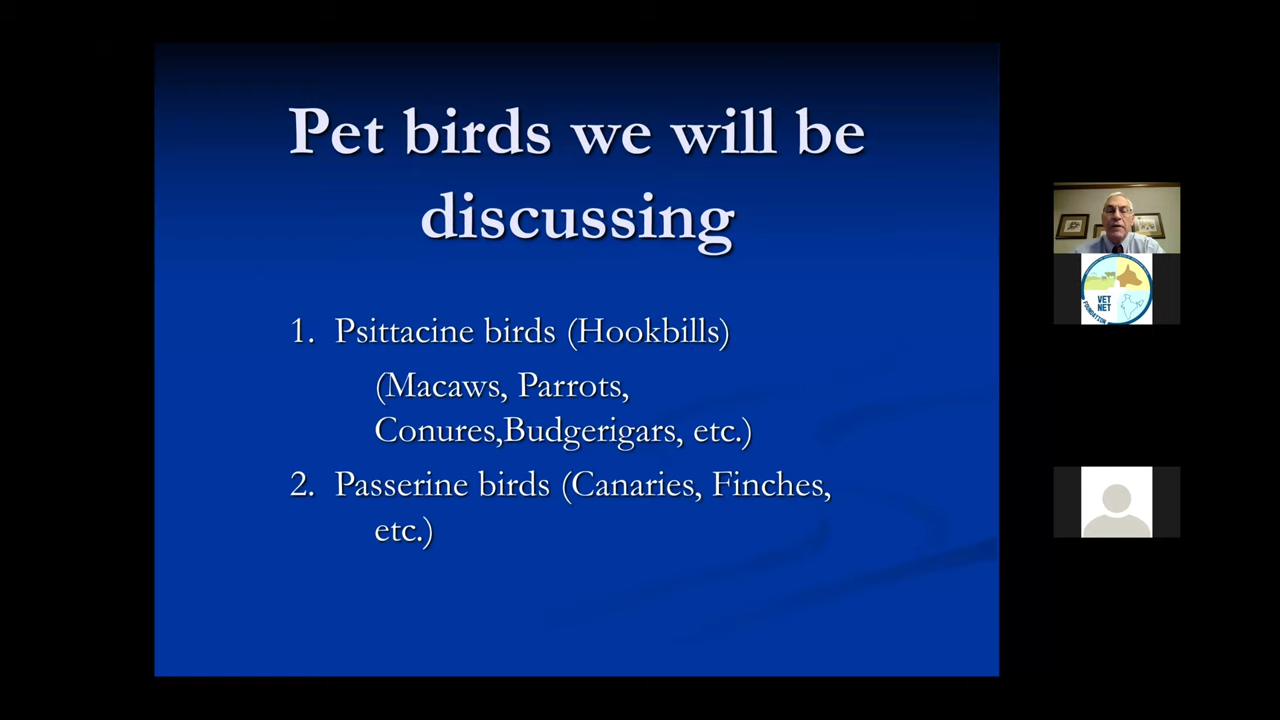 Pet birds we will be
discussing
1. Psittacine birds (Hookbills)
(Macaws, Parrots,
Conures,Budgerigars, etc.)
2. Passerine birds (Canaries, Finches,
etc.)
VET
NET
FOUNDATION